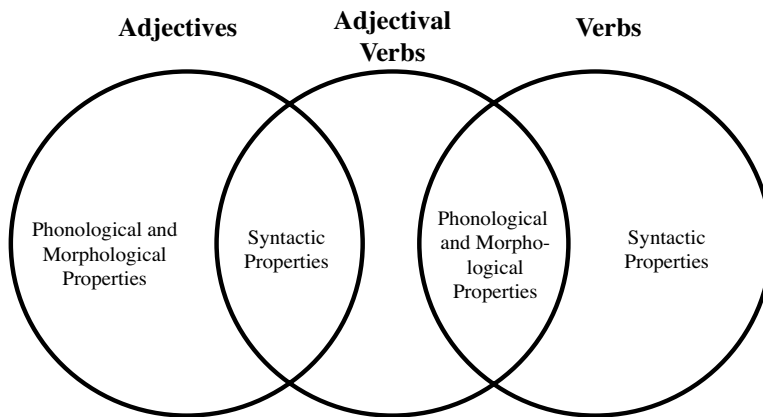 Adjectives
Adjectival
Verbs
Verbs
Phonological and
Morphological
Properties
Syntactic
Properties
Phonological
and Morpho-
logical
Properties
Syntactic
Properties